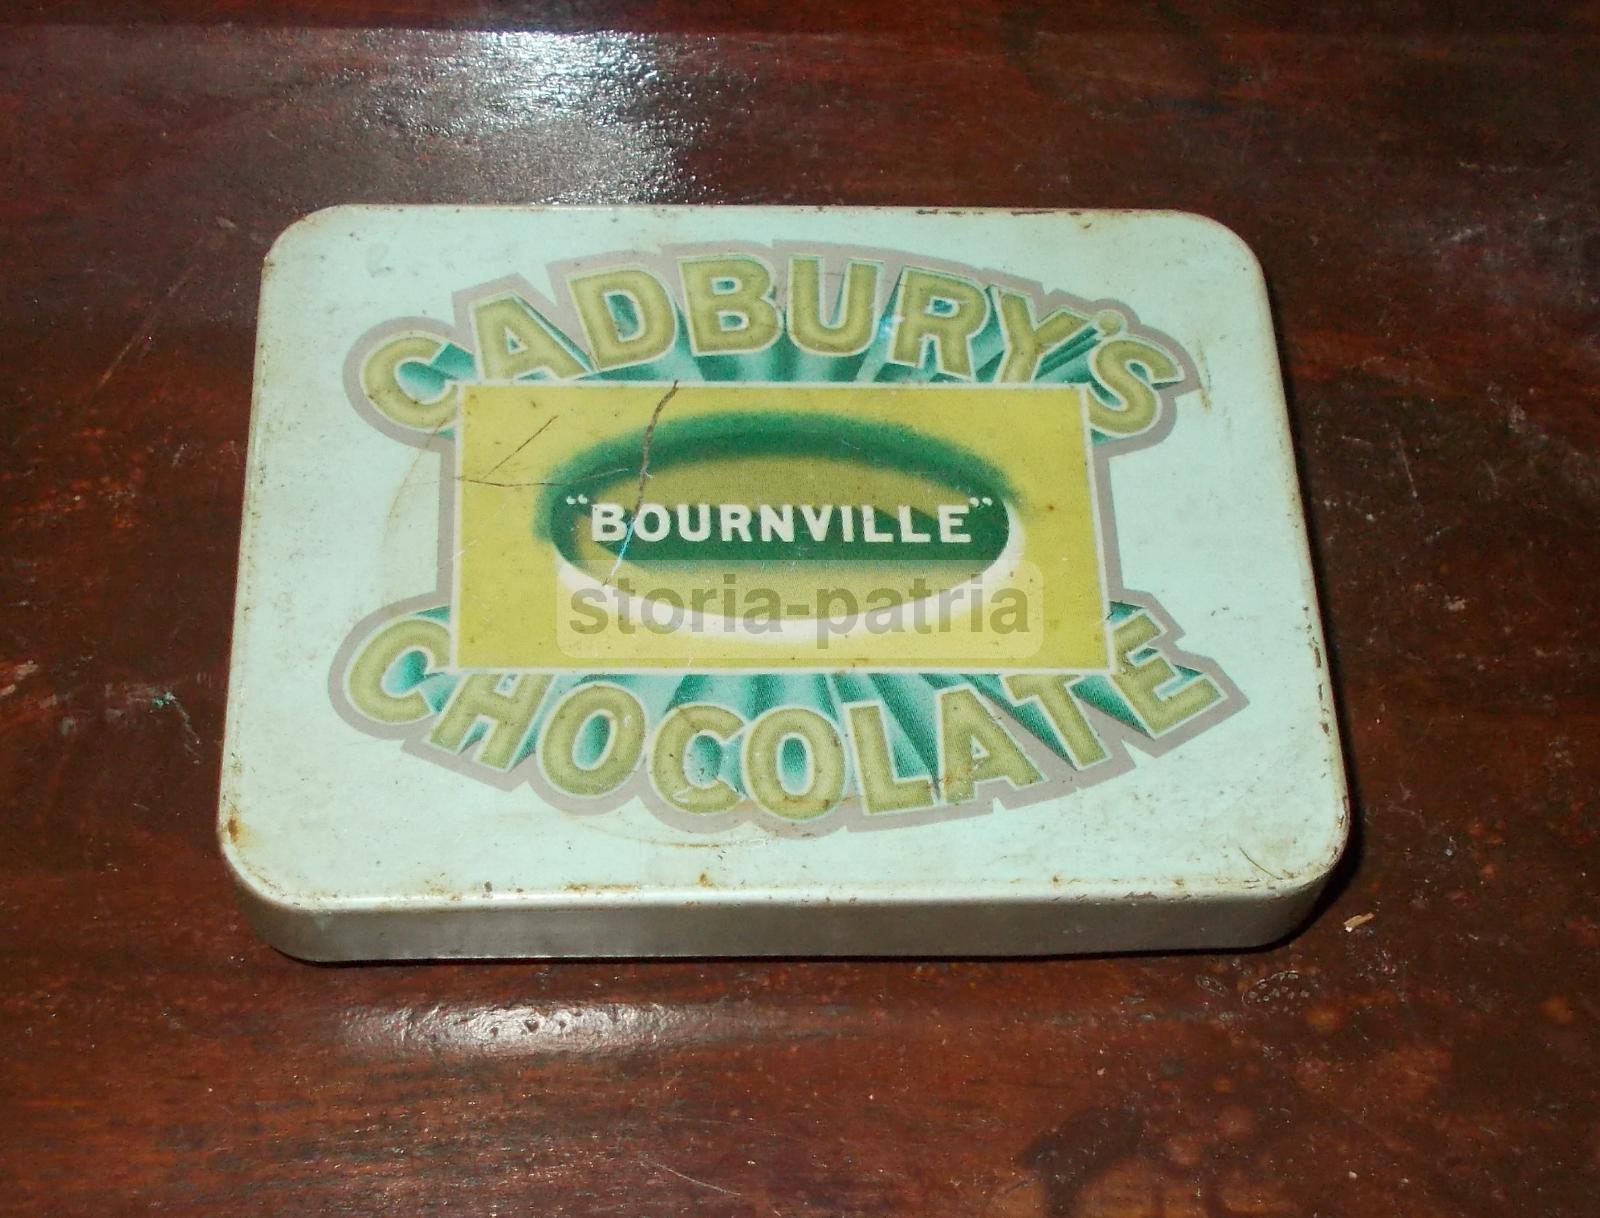 CADBURY'S
"BOURNVILLE"
storia-patria
CHOCOLATE